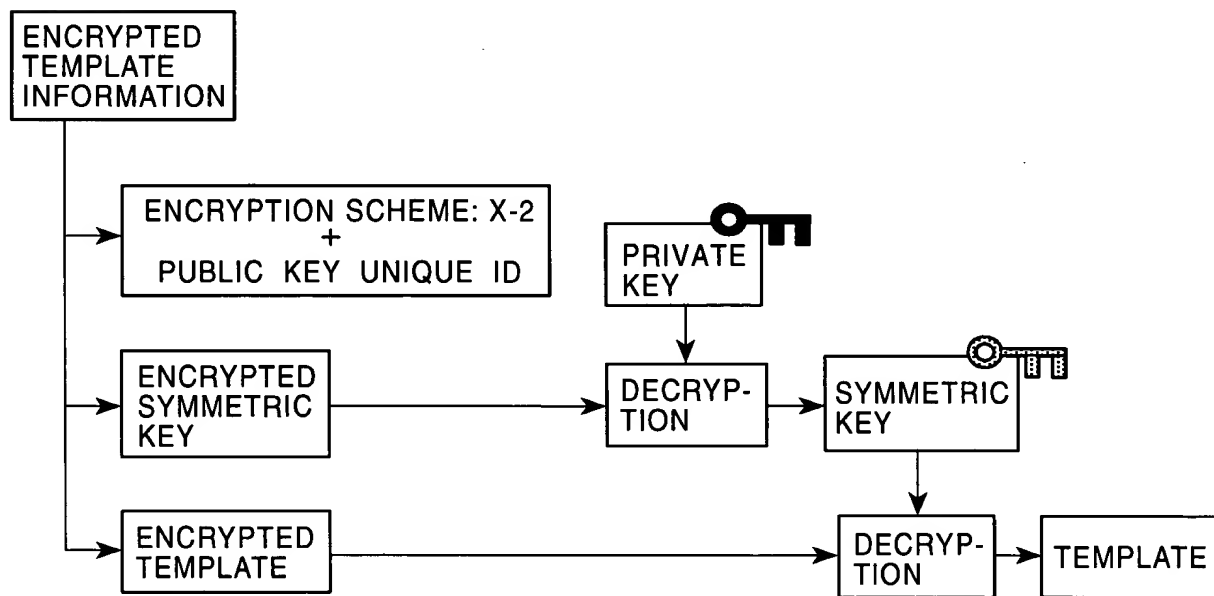 ENCRYPTED
TEMPLATE
INFORMATION
ENCRYPTION SCHEME: X-2
+
PUBLIC KEY UNIQUE ID
PRIVATE
KEY
ENCRYPTED
SYMMETRIC
KEY
DECRYP-
TION
SYMMETRIC
KEY
ENCRYPTED
TEMPLATE
DECRYP-
TION
TEMPLATE